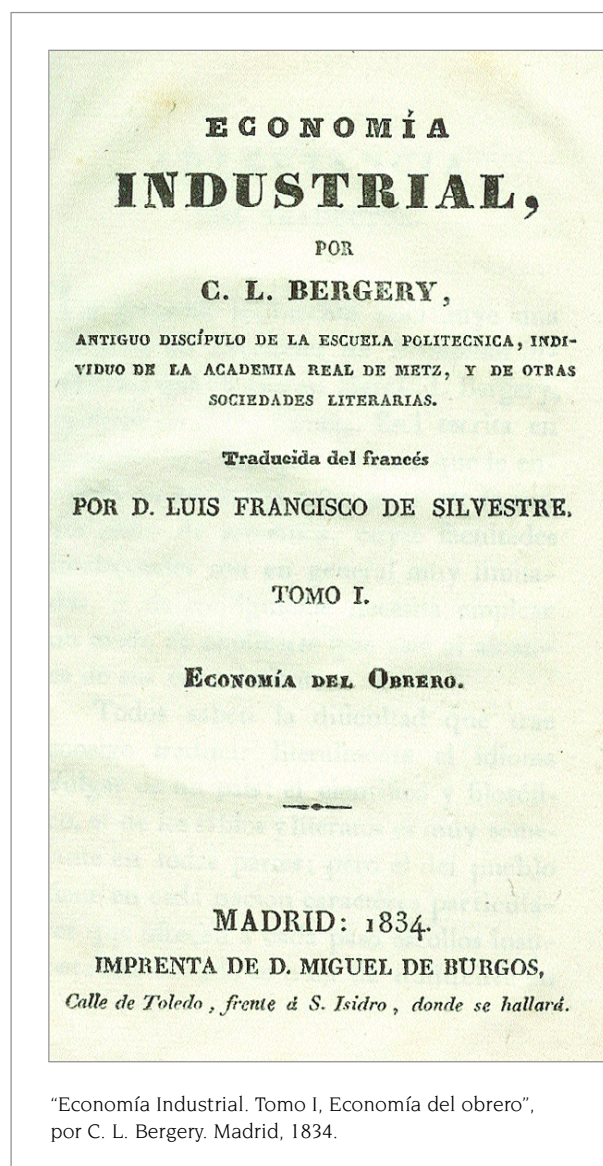 ECONOMÍA
INDUSTRIAL,
POR
C. L. BERGERY,
ANTIGUO DISCÍPULO DE LA ESCUELA POLITECNICA, INDI-
VIDUO DE LA ACADEMIA REAL DE METZ, Y DE OTRAS
SOCIEDADES LITERARIAS.
Traducida del francés
POR D. LUIS FRANCISCO DE SILVESTRE.
TOMO I.
ECONOMÍA DEL OBRERO.
MADRID: 1834.
IMPRENTA DE D. MIGUEL DE BURGOS,
Calle de Toledo, frente á S. Isidro, donde se hallará.
“Economía Industrial. Tomo I, Economía del obrero”,
por C. L. Bergery. Madrid, 1834.